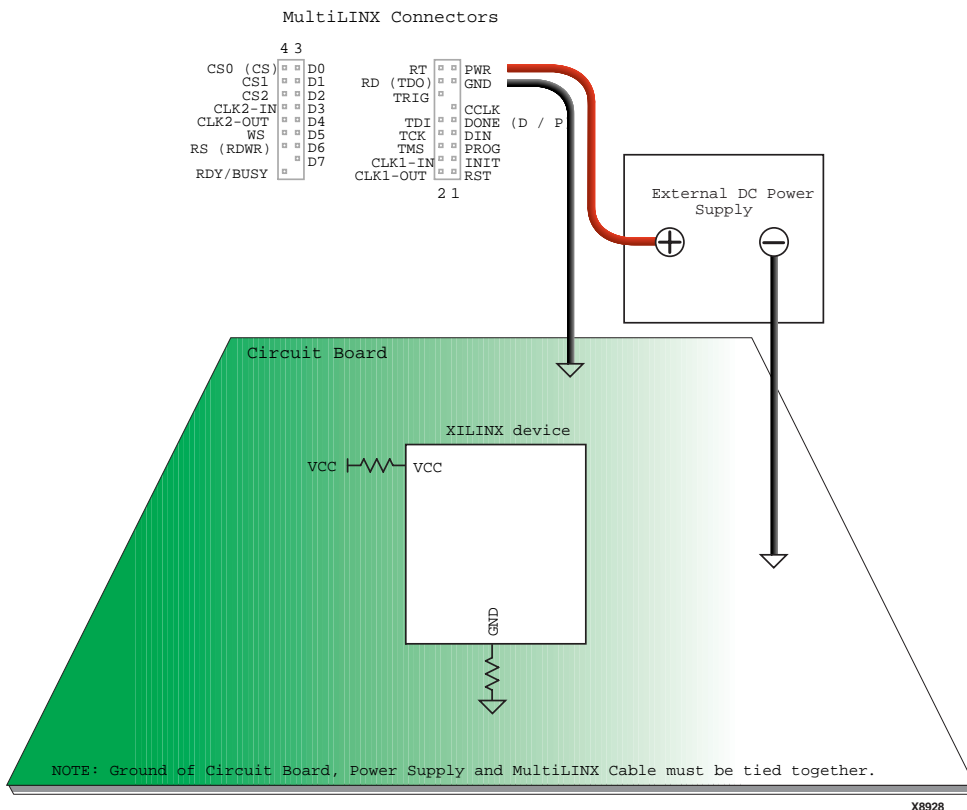 MultiLINX Connectors
4 3
CS0 (CS) D0
CS1 D1
CS2 D2
CLK2-IN D3
CLK2-OUT D4
WS D5
RS (RDWR) D6
D7
RDY/BUSY
RT PWR
RD (TDO) GND
TRIG
CCLK
TDI DONE (D / P
TCK DIN
TMS PROG
CLK1-IN INIT
CLK1-OUT RST
2 1
External DC Power
Supply
Circuit Board
XILINX device
VCC VCC
GND
NOTE: Ground of Circuit Board, Power Supply and MultiLINX Cable must be tied together.
X8928